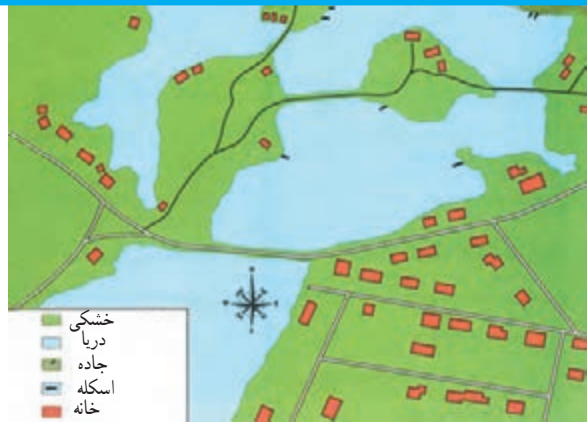 خشکی
دریا
جاده
اسکله
خانه